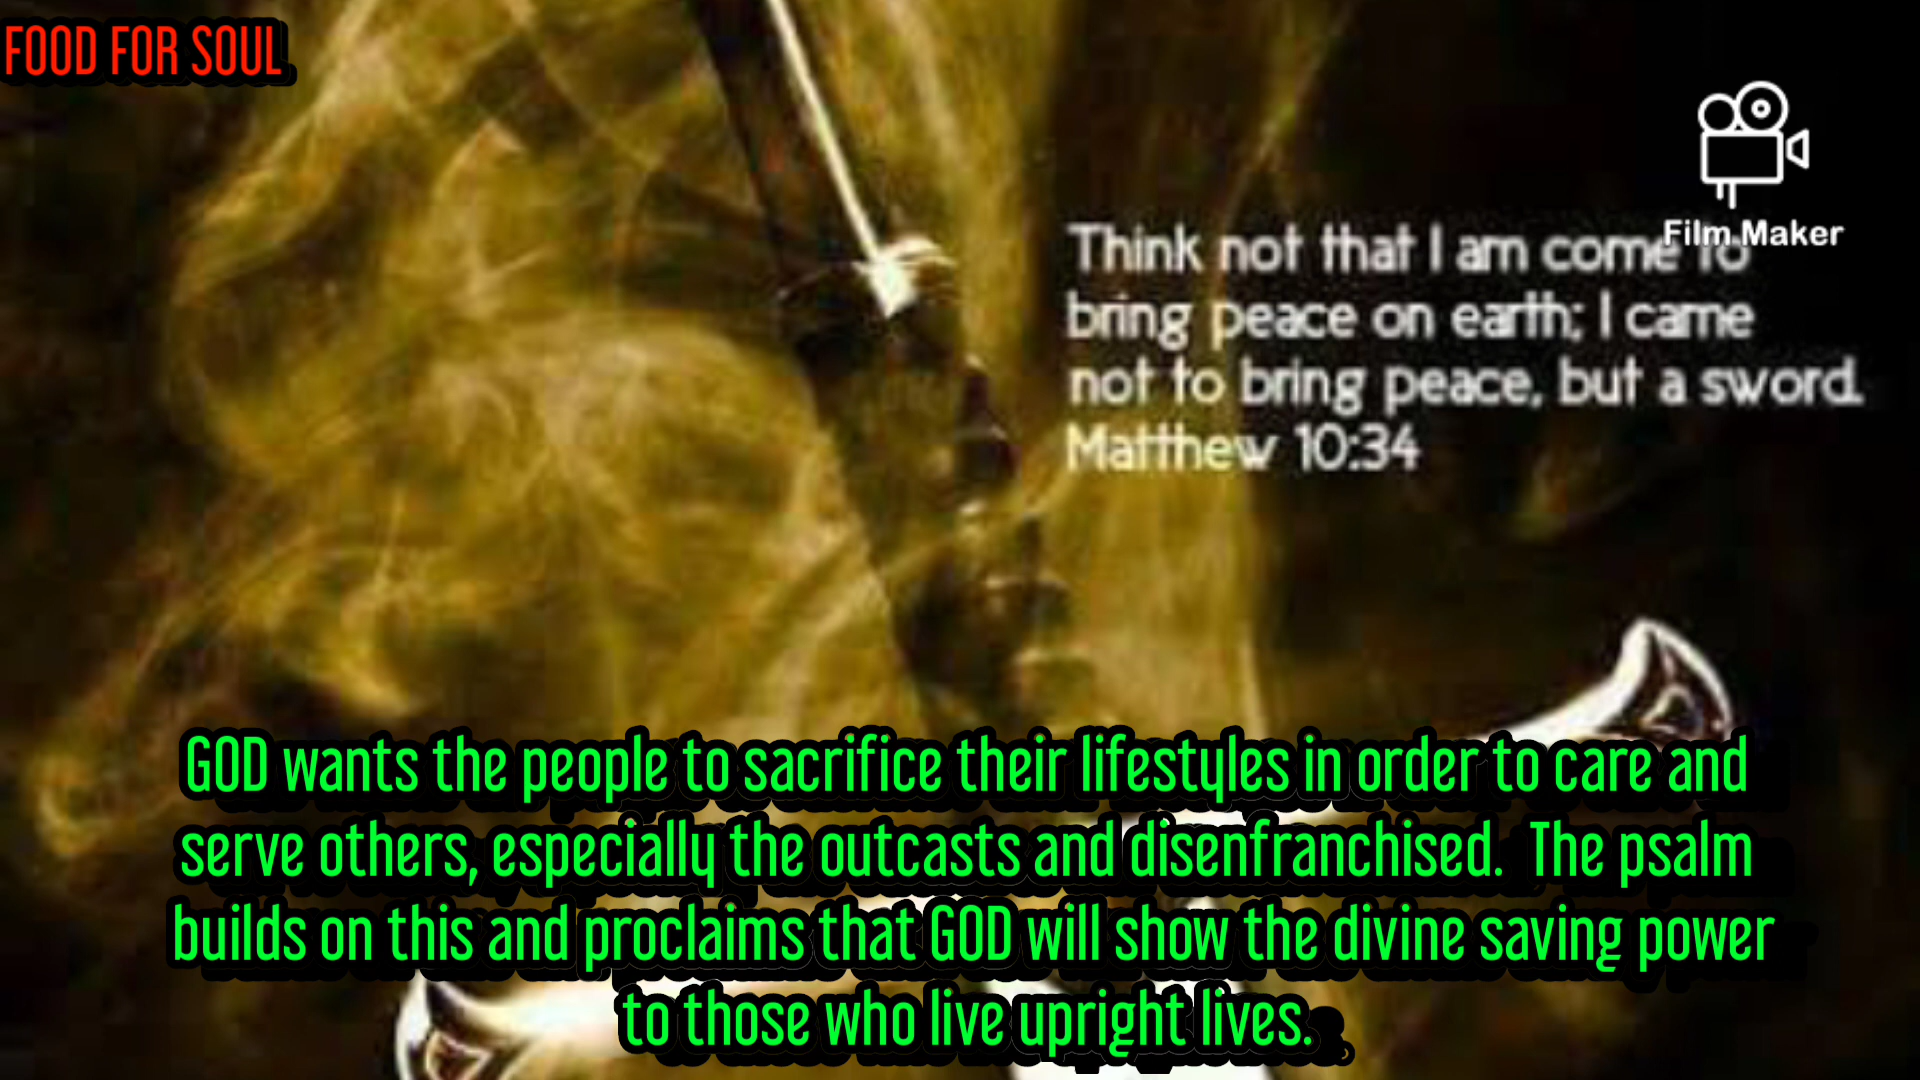 FOOD FOR SOUL
Film Maker
Think not that I am come to
bring peace on earth; I came
not to bring peace, but a sword.
Matthew 10:34
GOD wants the people to sacrifice their lifestyles in order to care and
serve others, especially the outcasts and disenfranchised. The psalm
builds on this and proclaims that GOD will show the divine saving power
to those who live upright lives.